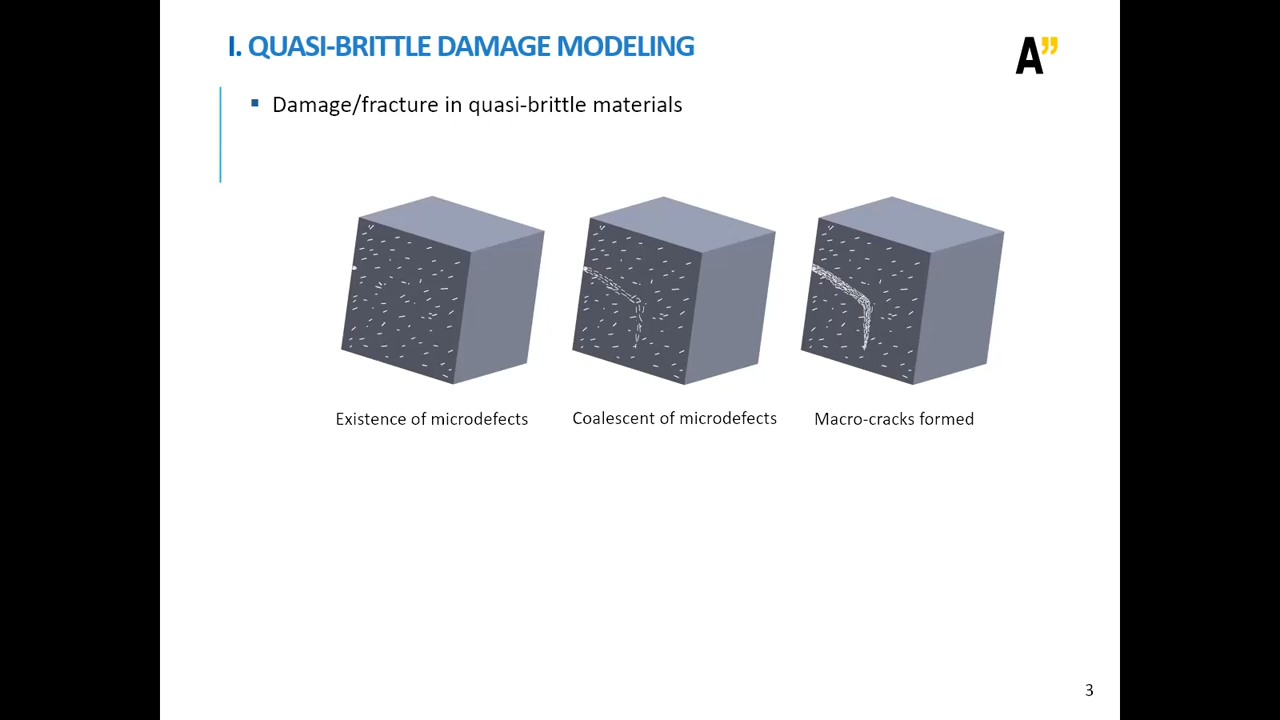 I. QUASI-BRITTLE DAMAGE MODELING
A”
▪ Damage/fracture in quasi-brittle materials
Existence of microdefects
Coalescent of microdefects
Macro-cracks formed
3